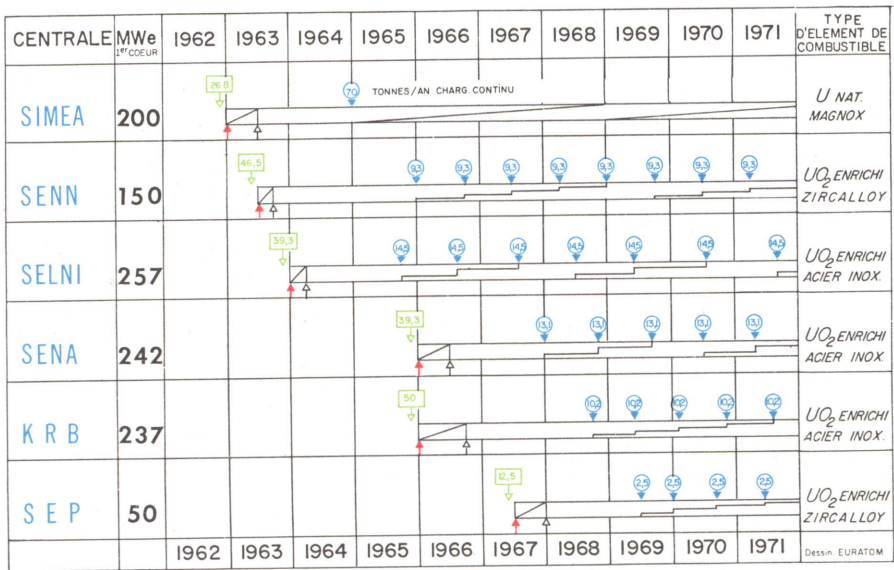 CENTRALE MWe 1er COEUR 1962 1963 1964 1965 1966 1967 1968 1969 1970 1971 TYPE D'ELEMENT DE COMBUSTIBLE
268 70 TONNES/AN CHARG. CONTINU
SIMEA 200 U NAT. MAGNOX
46,5 9,3 9,3 9,3 9,3 9,3 9,3 9,3 9,3
SENN 150 UO2 ENRICHI ZIRCALLOY
39,3 14,5 14,5 14,5 14,5 14,5 14,5 14,5
SELNI 257 UO2 ENRICHI ACIER INOX.
39,3 13,1 13,1 13,1 13,1 13,1
SENA 242 UO2 ENRICHI ACIER INOX.
50 10,2 10,2 10,2 10,2 10,2
KRB 237 UO2 ENRICHI ACIER INOX.
12,5 2,5 2,5 2,5 2,5
SEP 50 UO2 ENRICHI ZIRCALLOY
1962 1963 1964 1965 1966 1967 1968 1969 1970 1971 Dessin EURATOM